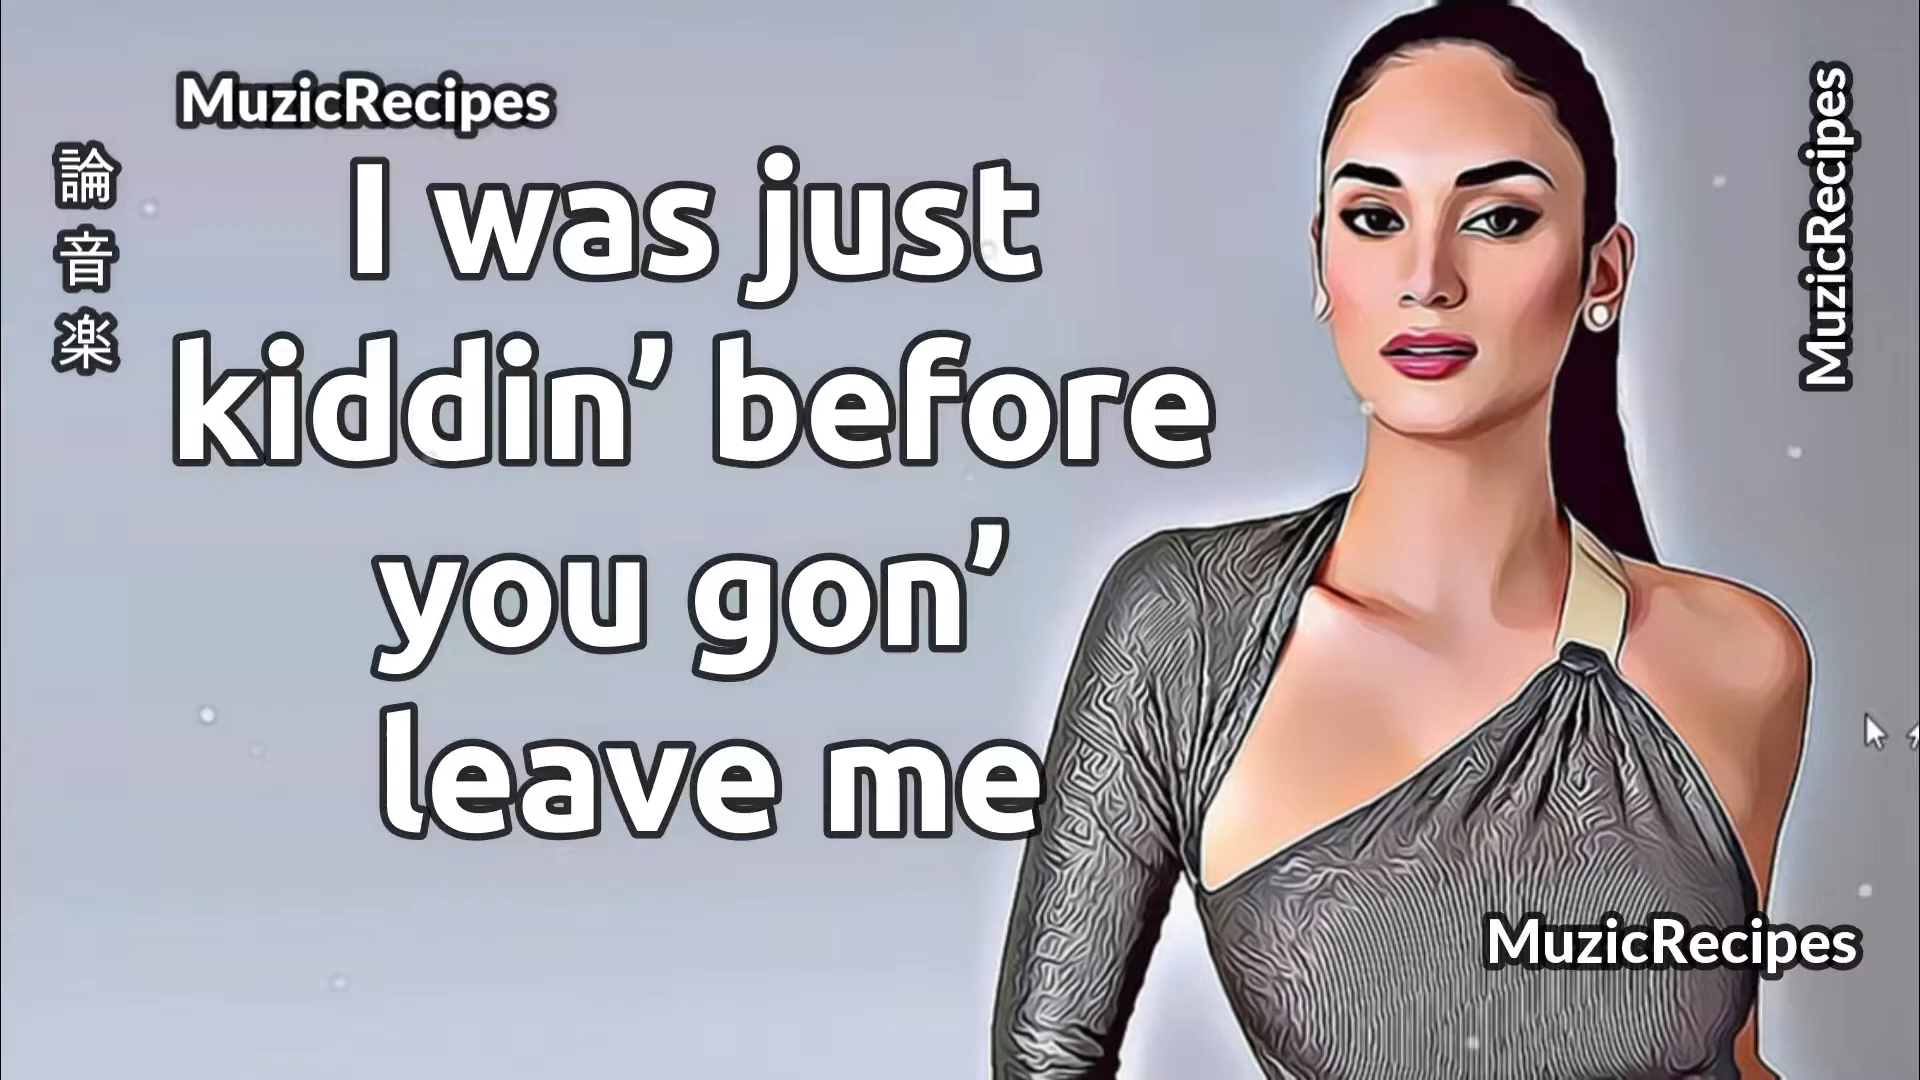 MuzicRecipes
論音楽
I was just
kiddin’ before
you gon’
leave me
MuzicRecipes
MuzicRecipes